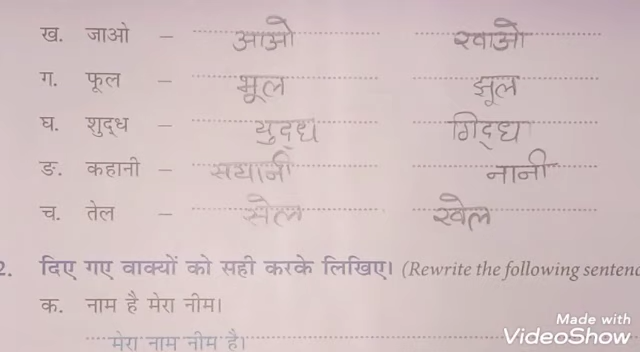 ख. जाओ – आओ खाओ
ग. फूल – भूल झूल
घ. शुद्ध – युद्ध गिद्ध
ङ. कहानी – सयानी नानी
च. तेल – सेल खेल
2. दिए गए वाक्यों को सही करके लिखिए। (Rewrite the following sentenc
क. नाम है मेरा नीम।
मेरा नाम नीम है।
Made with
VideoShow